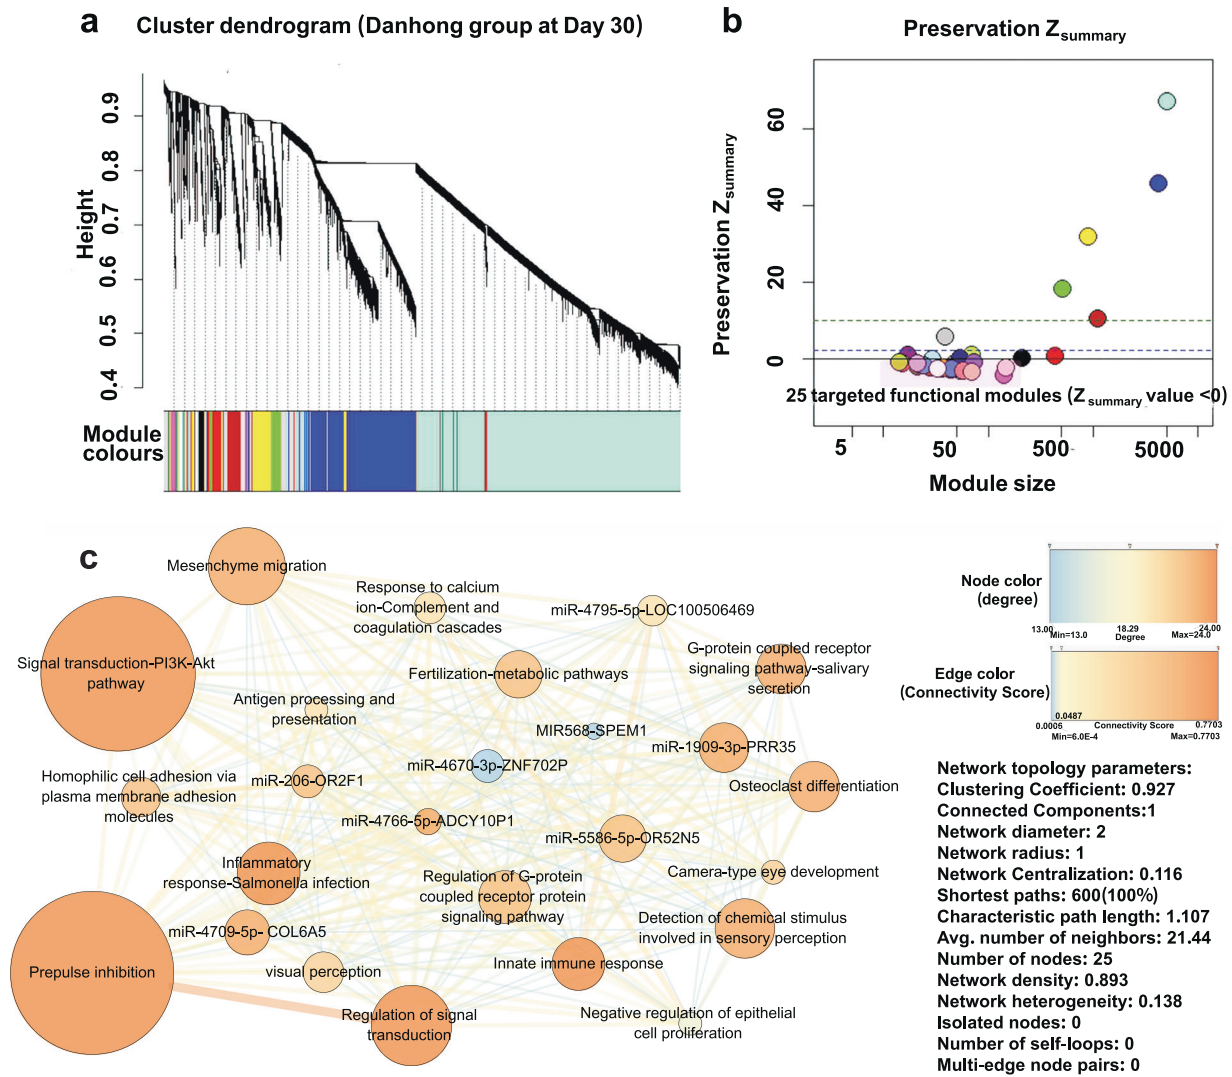 a
Cluster dendrogram (Danhong group at Day 30)
Height
0.9
0.8
0.7
0.6
0.5
0.4
Module
colours
b
Preservation Zsummary
Preservation Zsummary
60
40
20
0
25 targeted functional modules (Zsummary value <0)
5
50
500
5000
Module size
c
Mesenchyme migration
Response to calcium
ion-Complement and
coagulation cascades
miR-4795-5p-LOC100506469
Signal transduction-PI3K-Akt
pathway
Fertilization-metabolic pathways
G-protein coupled receptor
signaling pathway-salivary
secretion
Antigen processing and
presentation
MIR568-SPEM1
miR-1909-3p-PRR35
miR-4670-3p-ZNF702P
Homophilic cell adhesion via
plasma membrane adhesion
molecules
miR-206-OR2F1
Osteoclast differentiation
miR-4766-5p-ADCY10P1
miR-5586-5p-OR52N5
Inflammatory
response-Salmonella infection
Regulation of G-protein
coupled receptor protein
signaling pathway
Camera-type eye development
miR-4709-5p- COL6A5
Detection of chemical stimulus
involved in sensory perception
Prepulse inhibition
visual perception
Innate immune response
Regulation of signal
transduction
Negative regulation of epithelial
cell proliferation
Node color
(degree)
13.00
18.29
24.00
Min=13.0
Degree
Max=24.0
Edge color
(Connectivity Score)
0.0487
0.0006
Connectivity Score
0.7703
Min=6.0E-4
Max=0.7703
Network topology parameters:
Clustering Coefficient: 0.927
Connected Components:1
Network diameter: 2
Network radius: 1
Network Centralization: 0.116
Shortest paths: 600(100%)
Characteristic path length: 1.107
Avg. number of neighbors: 21.44
Number of nodes: 25
Network density: 0.893
Network heterogeneity: 0.138
Isolated nodes: 0
Number of self-loops: 0
Multi-edge node pairs: 0